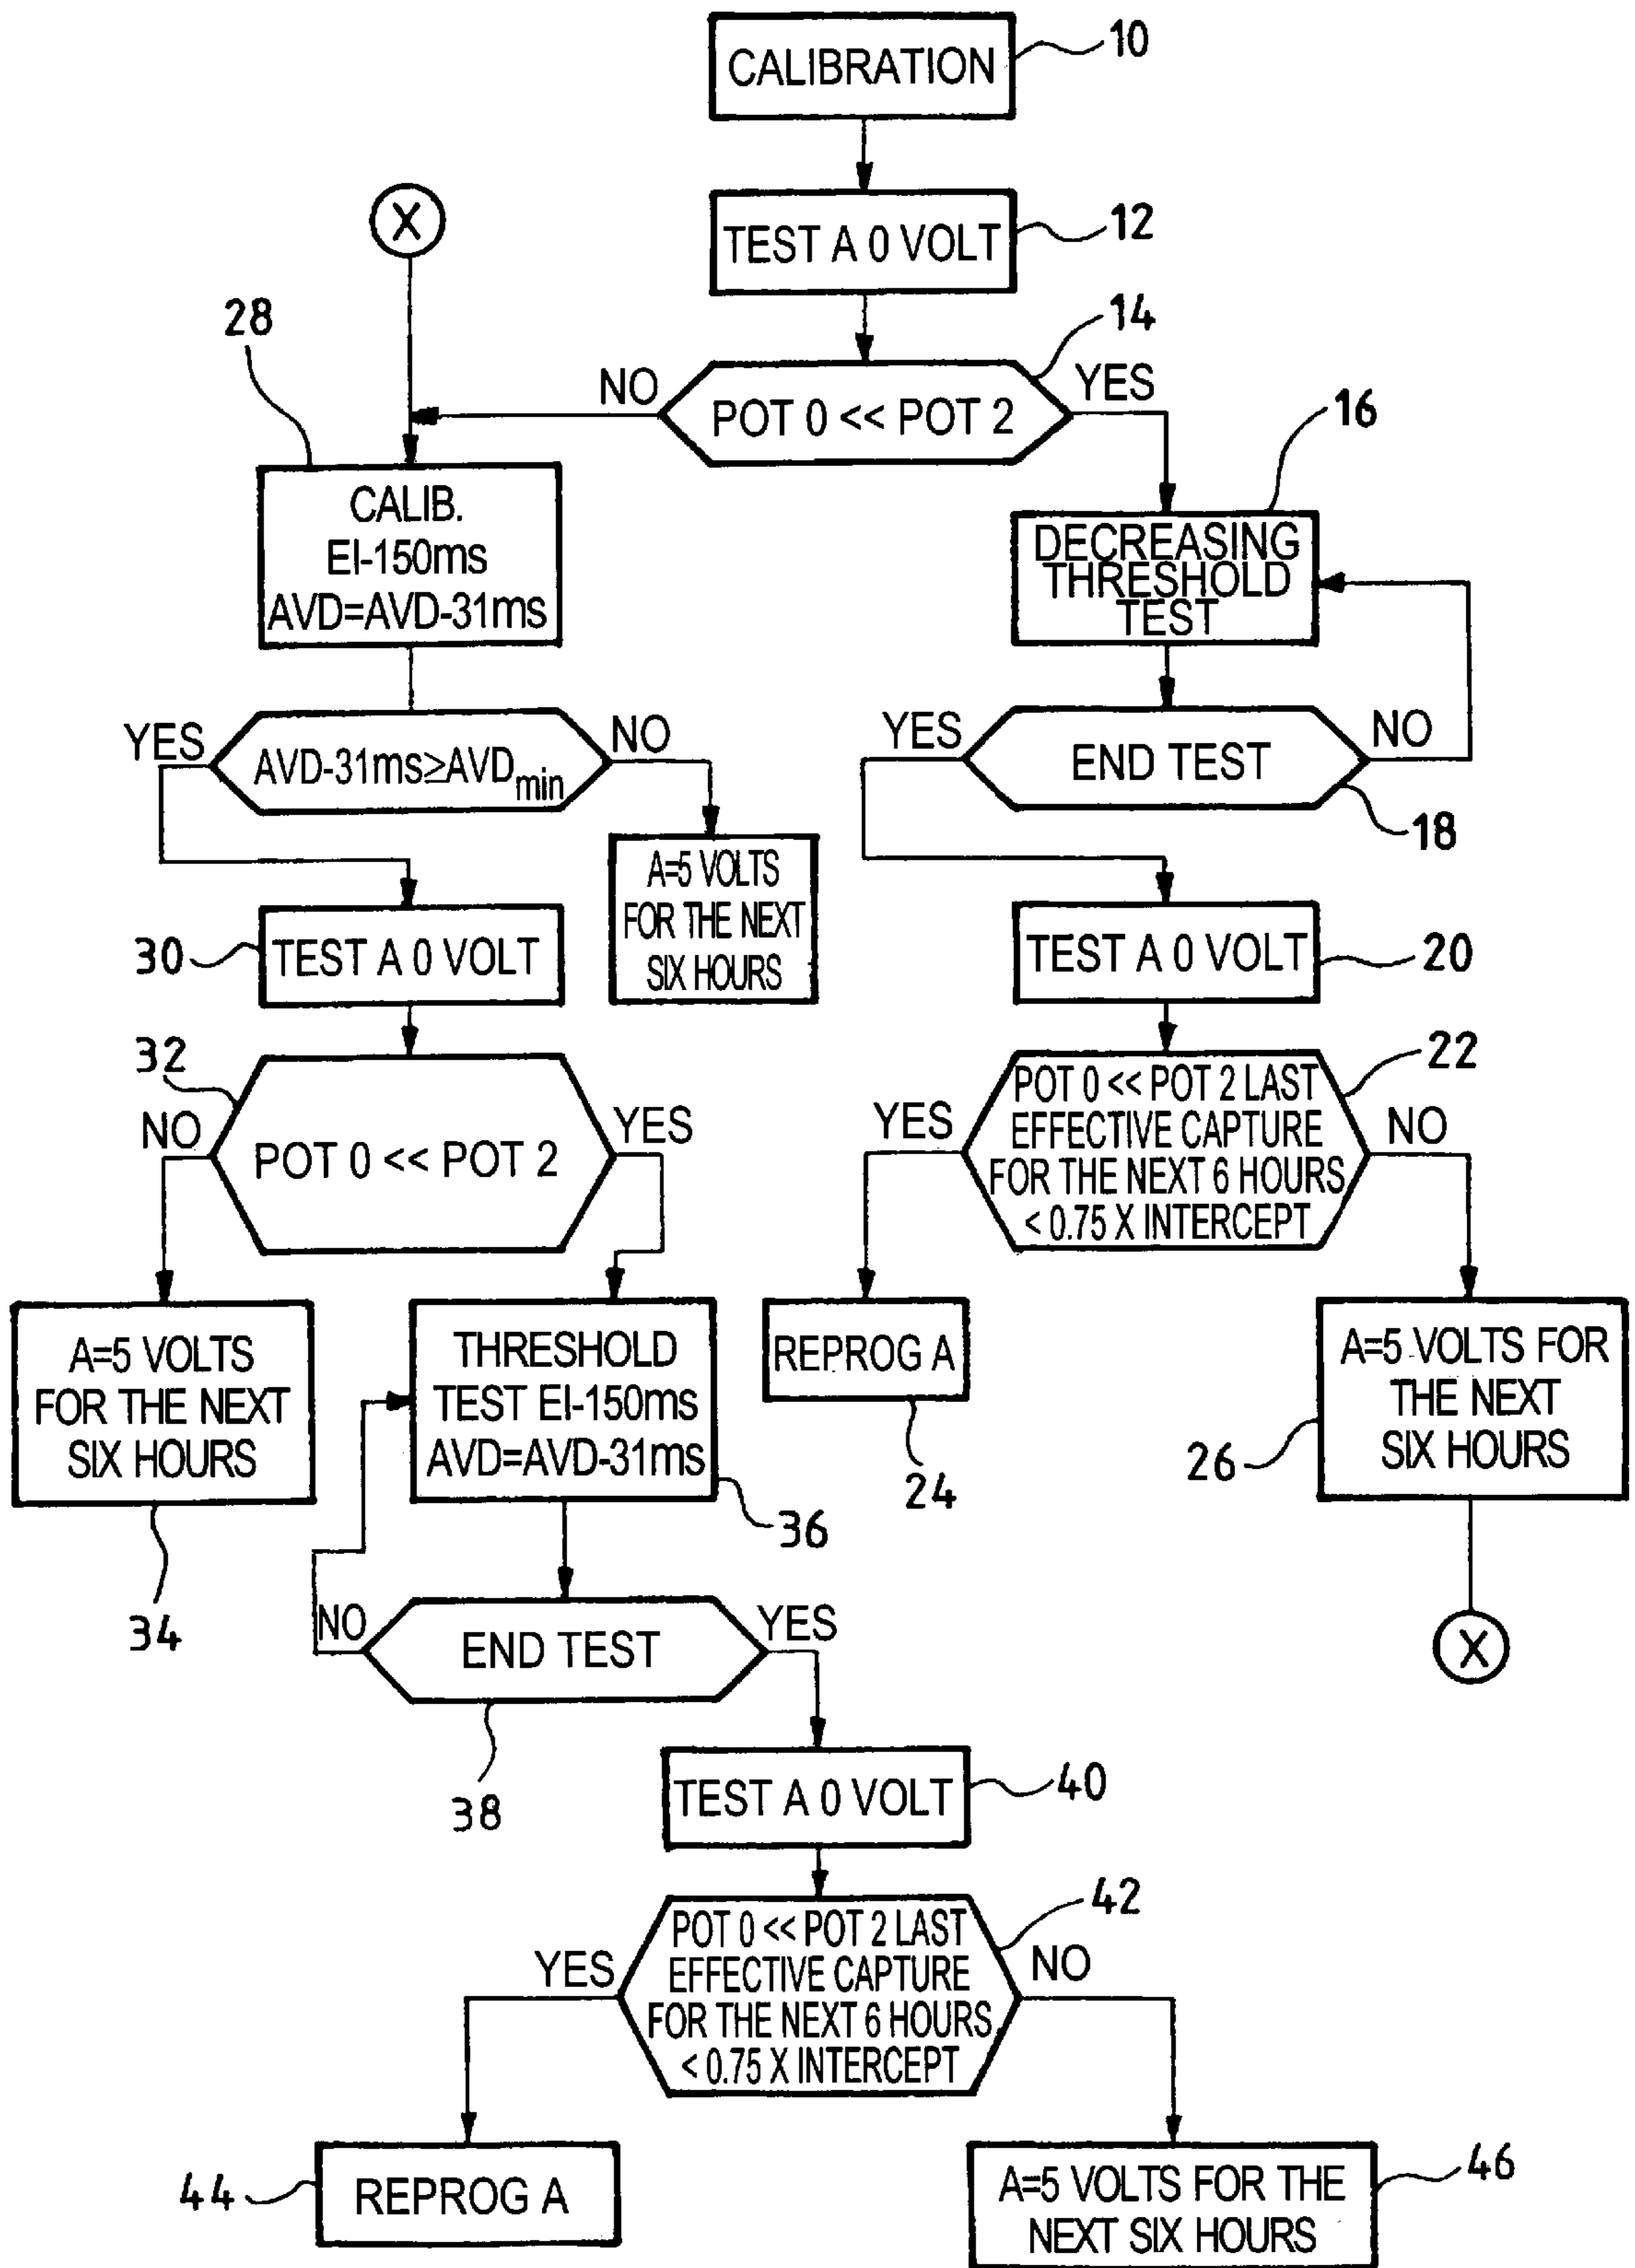 CALIBRATION
10
X
TEST A 0 VOLT
12
28
14
NO
YES
POT 0 << POT 2
16
CALIB.
EI-150ms
AVD=AVD-31ms
DECREASING
THRESHOLD
TEST
YES
AVD-31ms≥AVDmin
NO
YES
END TEST
NO
18
A=5 VOLTS
FOR THE NEXT
SIX HOURS
30
TEST A 0 VOLT
TEST A 0 VOLT
20
32
NO
POT 0 << POT 2
YES
22
YES
POT 0 << POT 2 LAST
EFFECTIVE CAPTURE
FOR THE NEXT 6 HOURS
< 0.75 X INTERCEPT
NO
A=5 VOLTS
FOR THE NEXT
SIX HOURS
34
THRESHOLD
TEST EI-150ms
AVD=AVD-31ms
36
REPROG A
24
A=5 VOLTS FOR
THE NEXT
SIX HOURS
26
X
NO
END TEST
YES
38
TEST A 0 VOLT
40
42
YES
POT 0 << POT 2 LAST
EFFECTIVE CAPTURE
FOR THE NEXT 6 HOURS
< 0.75 X INTERCEPT
NO
44
REPROG A
A=5 VOLTS FOR THE
NEXT SIX HOURS
46